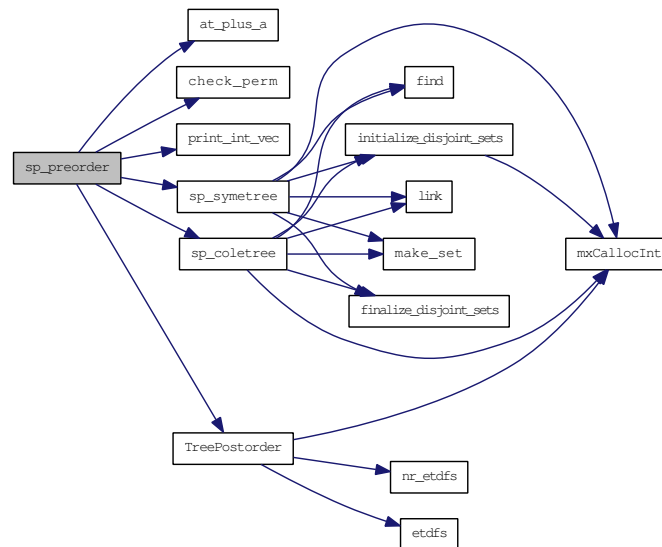 at_plus_a
check_perm
find
print_int_vec
initialize_disjoint_sets
sp_preorder
sp_symetree
link
sp_coletree
make_set
mxCallocInt
finalize_disjoint_sets
TreePostorder
nr_etdfs
etdfs